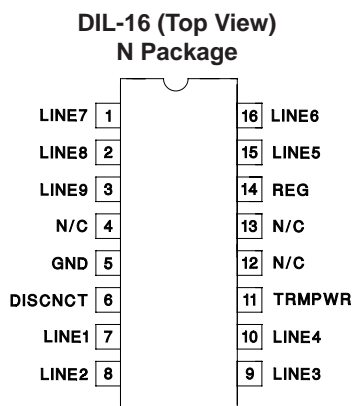 DIL-16 (Top View)
N Package
LINE7 1 16 LINE6
LINE8 2 15 LINE5
LINE9 3 14 REG
N/C 4 13 N/C
GND 5 12 N/C
DISCNCT 6 11 TRMPWR
LINE1 7 10 LINE4
LINE2 8 9 LINE3